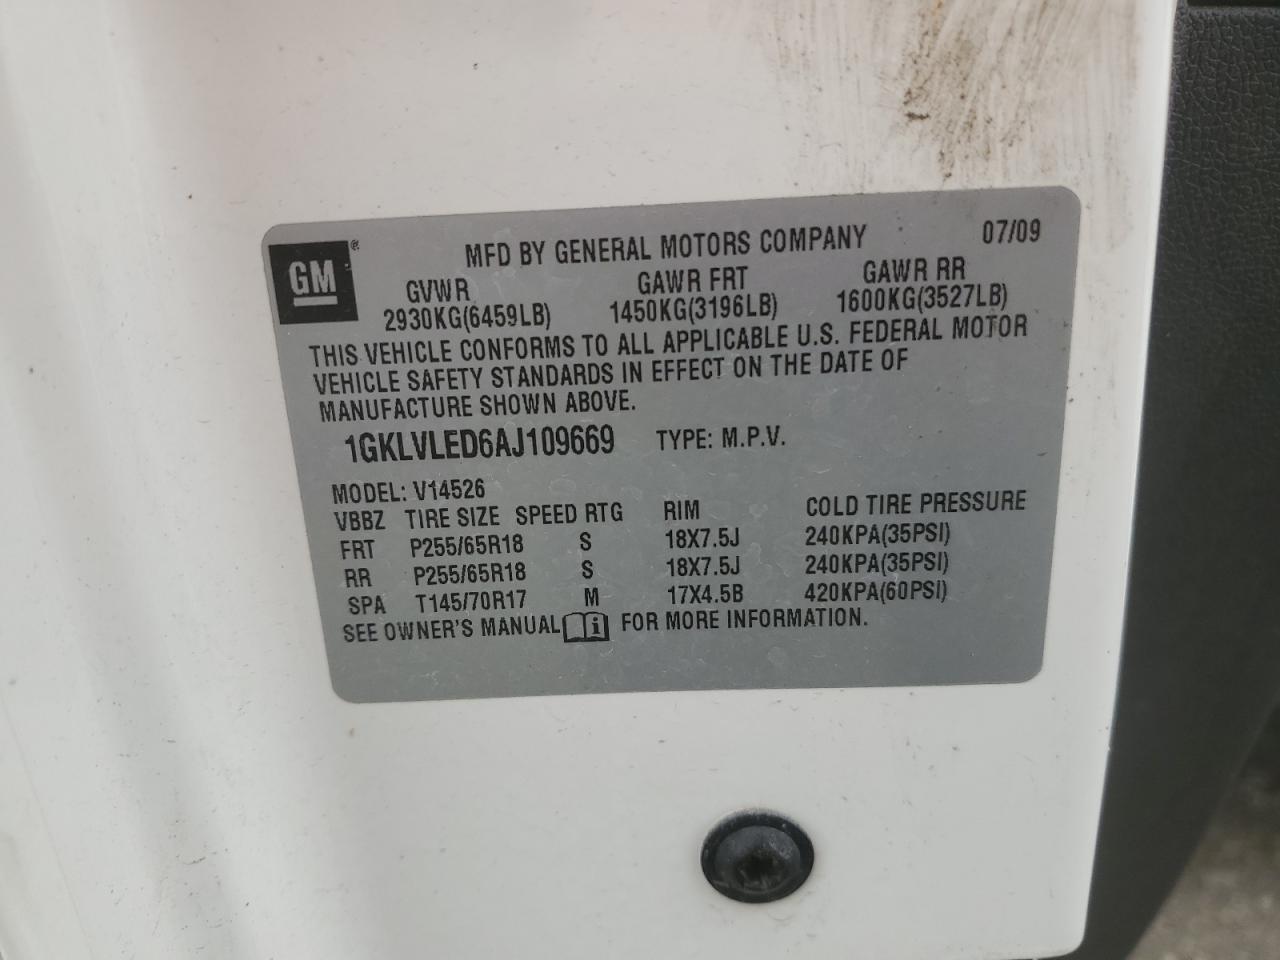 GM®
MFD BY GENERAL MOTORS COMPANY 07/09
GVWR GAWR FRT GAWR RR
2930KG(6459LB) 1450KG(3196LB) 1600KG(3527LB)
THIS VEHICLE CONFORMS TO ALL APPLICABLE U.S. FEDERAL MOTOR
VEHICLE SAFETY STANDARDS IN EFFECT ON THE DATE OF
MANUFACTURE SHOWN ABOVE.
1GKLVLED6AJ109669 TYPE: M.P.V.
MODEL: V14526
VBBZ TIRE SIZE SPEED RTG RIM COLD TIRE PRESSURE
FRT P255/65R18 S 18X7.5J 240KPA(35PSI)
RR P255/65R18 S 18X7.5J 240KPA(35PSI)
SPA T145/70R17 M 17X4.5B 420KPA(60PSI)
SEE OWNER'S MANUAL i FOR MORE INFORMATION.